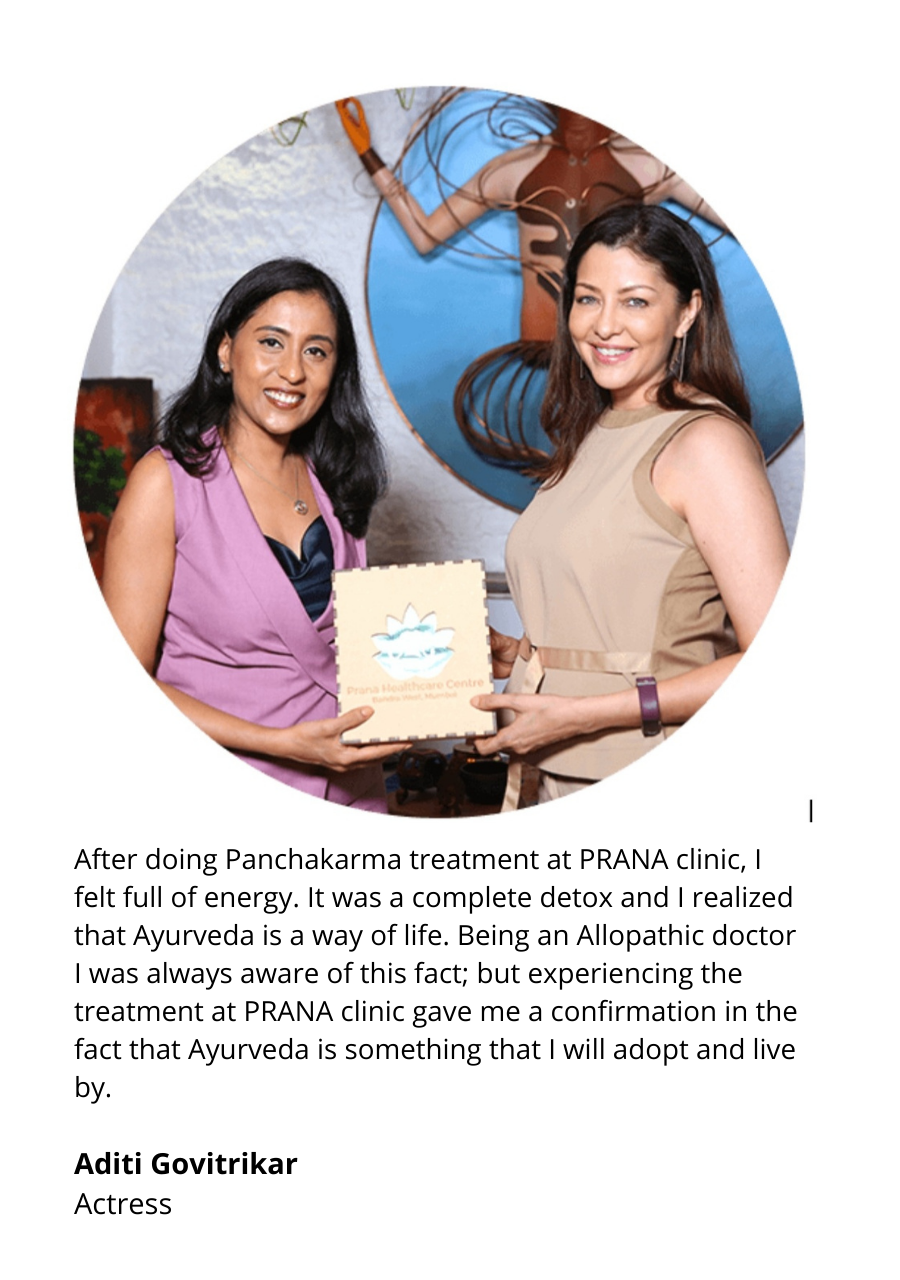 Prana Healthcare Centre
Bandra West, Mumbai
|
After doing Panchakarma treatment at PRANA clinic, I
felt full of energy. It was a complete detox and I realized
that Ayurveda is a way of life. Being an Allopathic doctor
I was always aware of this fact; but experiencing the
treatment at PRANA clinic gave me a confirmation in the
fact that Ayurveda is something that I will adopt and live
by.
Aditi Govitrikar
Actress